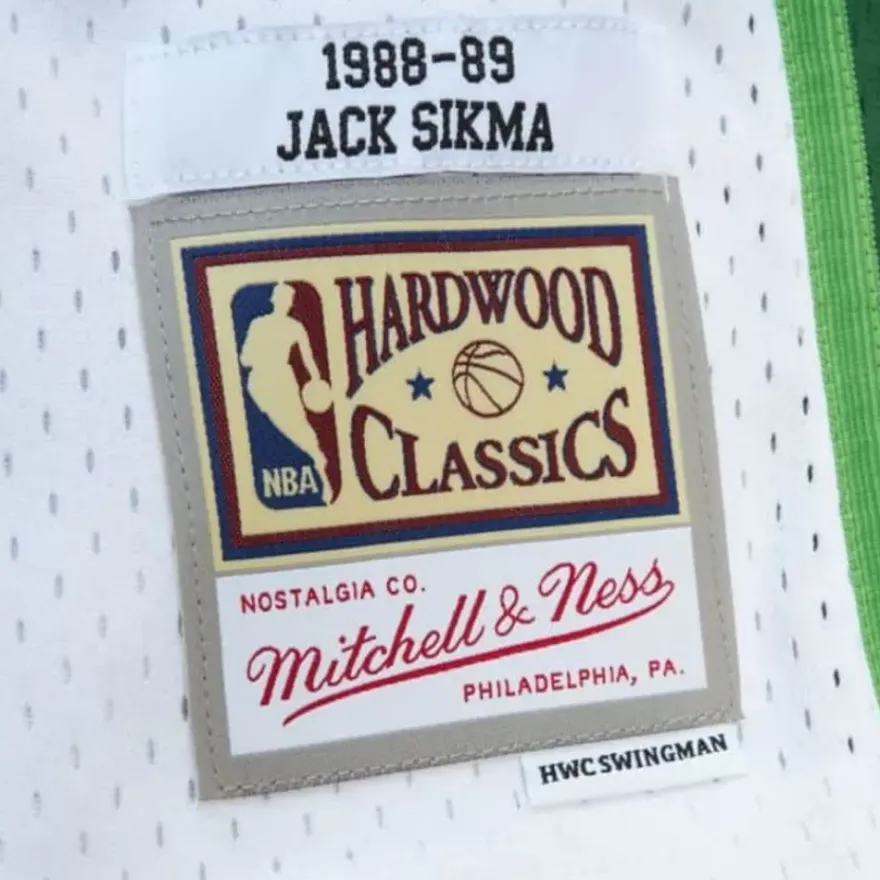 1988-89
JACK SIKMA
HARDWOOD
CLASSICS
NBA
NOSTALGIA CO.
Mitchell & Ness
PHILADELPHIA, PA.
HWC SWINGMAN